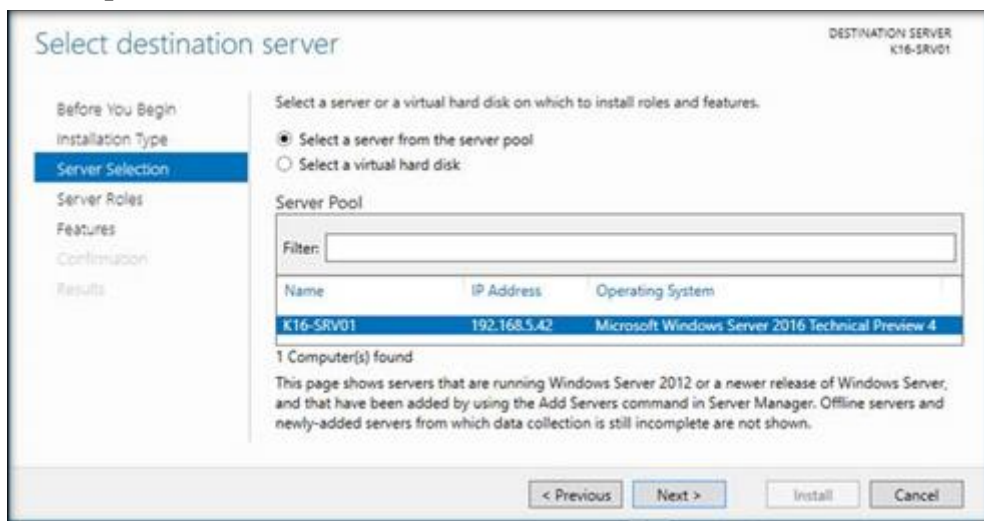 Select destination server
DESTINATION SERVER
K16-SRV01
Before You Begin
Installation Type
Server Selection
Server Roles
Features
Confirmation
Results
Select a server or a virtual hard disk on which to install roles and features.
Select a server from the server pool
Select a virtual hard disk
Server Pool
Filter:
Name IP Address Operating System
K16-SRV01 192.168.5.42 Microsoft Windows Server 2016 Technical Preview 4
1 Computer(s) found
This page shows servers that are running Windows Server 2012 or a newer release of Windows Server,
and that have been added by using the Add Servers command in Server Manager. Offline servers and
newly-added servers from which data collection is still incomplete are not shown.
< Previous Next > Install Cancel